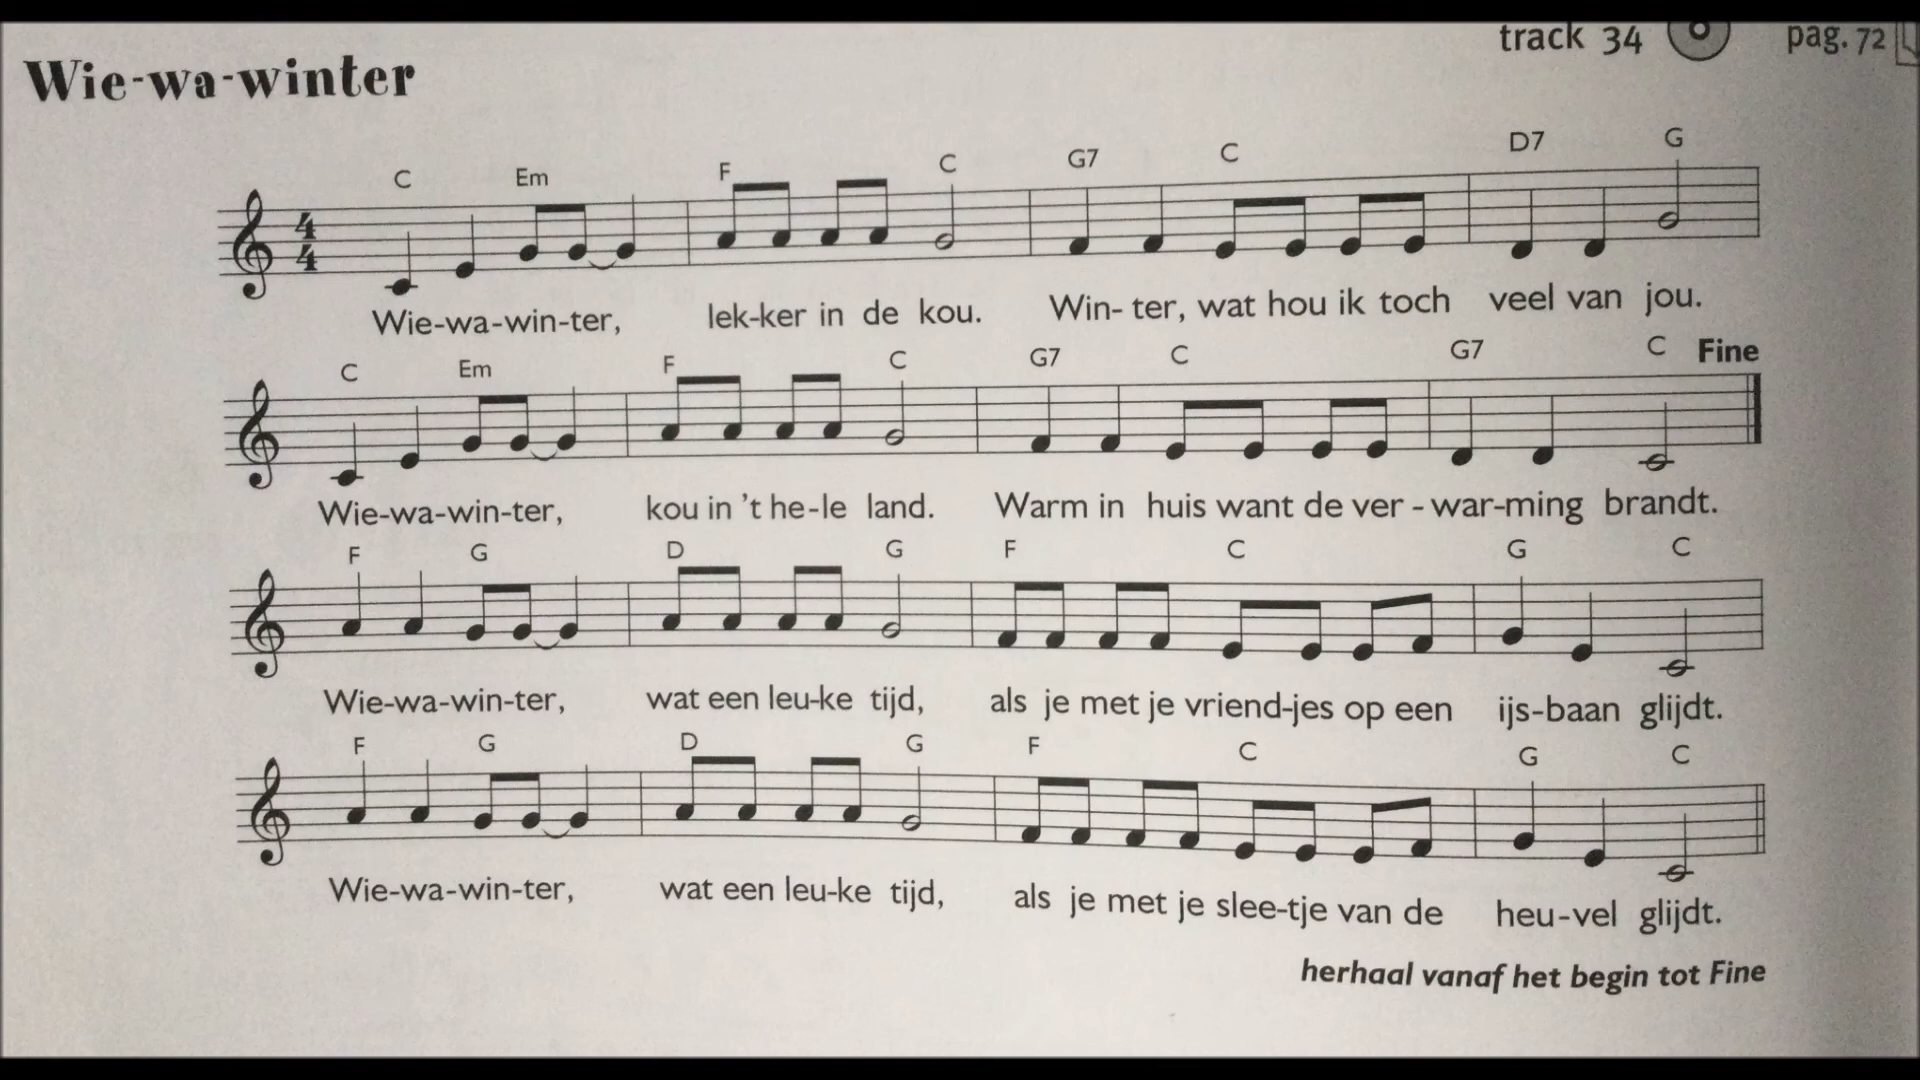 track 34 pag. 72
Wie-wa-winter
C Em F C G7 C D7 G
4
4
Wie-wa-win-ter, lek-ker in de kou. Win- ter, wat hou ik toch veel van jou.
C Em F C G7 C G7 C Fine
Wie-wa-win-ter, kou in 't he-le land. Warm in huis want de ver - war-ming brandt.
F G D G F C G C
Wie-wa-win-ter, wat een leu-ke tijd, als je met je vriend-jes op een ijs-baan glijdt.
F G D G F C G C
Wie-wa-win-ter, wat een leu-ke tijd, als je met je slee-tje van de heu-vel glijdt.
herhaal vanaf het begin tot Fine